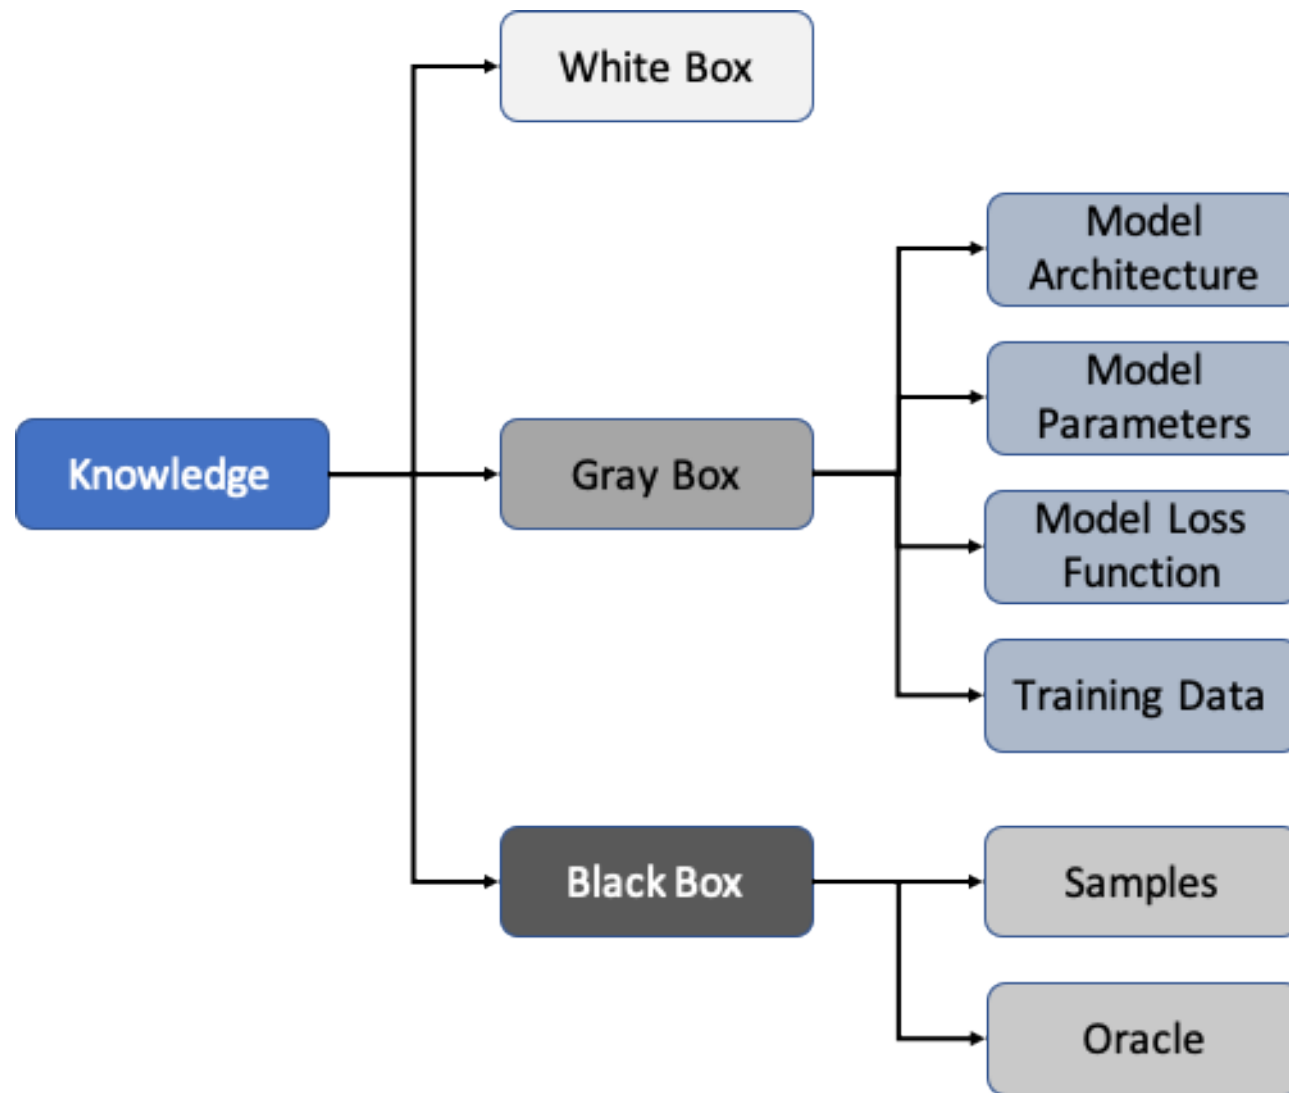 White Box
Model
Architecture
Model
Parameters
Knowledge
Gray Box
Model Loss
Function
Training Data
Black Box
Samples
Oracle